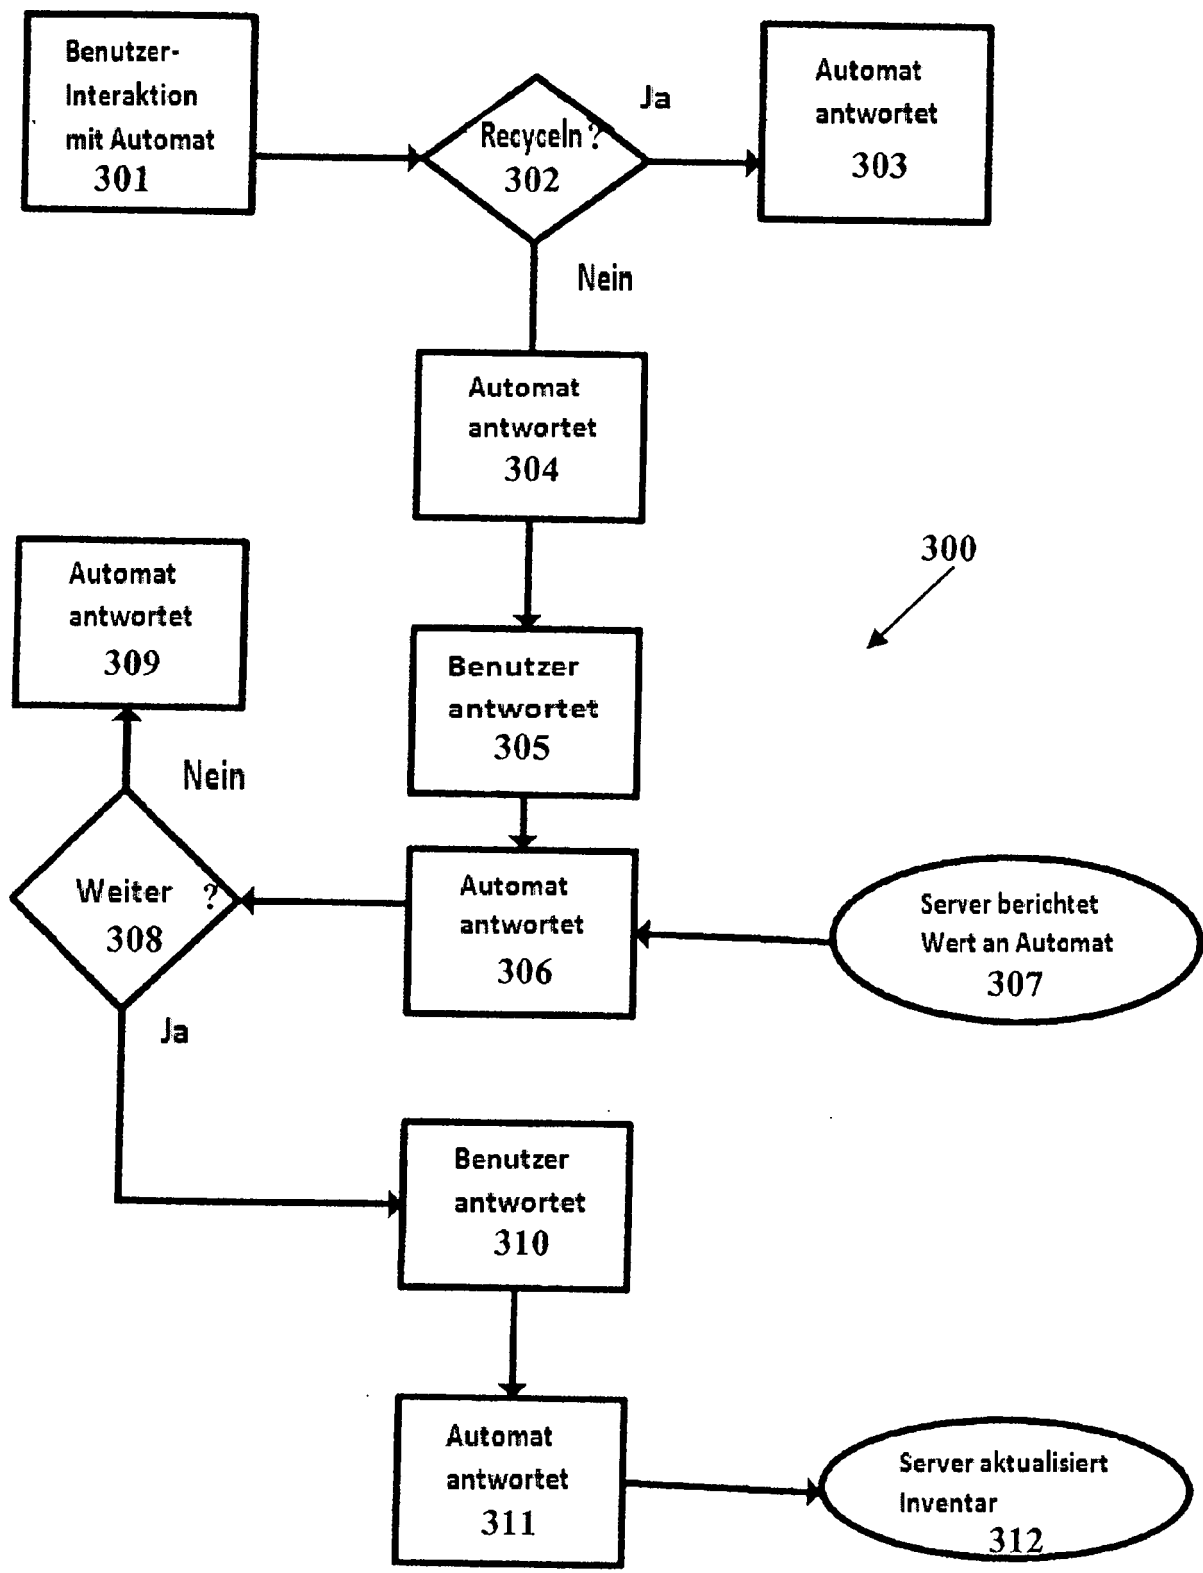 Benutzer-
Interaktion
mit Automat
301
Recyceln ?
302
Ja
Automat
antwortet
303
Nein
Automat
antwortet
304
300
Benutzer
antwortet
305
Automat
antwortet
309
Nein
Weiter ?
308
Automat
antwortet
306
Server berichtet
Wert an Automat
307
Ja
Benutzer
antwortet
310
Automat
antwortet
311
Server aktualisiert
Inventar
312